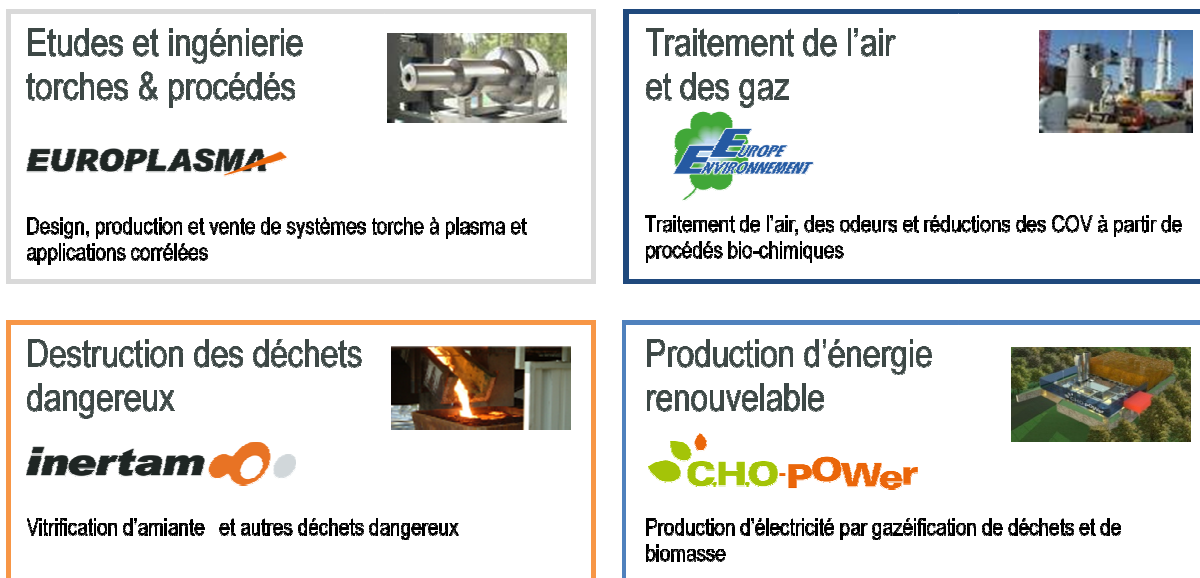 Etudes et ingénierie
torches & procédés
EUROPLASMA
Design, production et vente de systèmes torche à plasma et
applications corrélées
Traitement de l'air
et des gaz
EUROPE
ENVIRONNEMENT
Traitement de l'air, des odeurs et réductions des COV à partir de
procédés bio-chimiques
Destruction des déchets
dangereux
inertam
Vitrification d'amiante et autres déchets dangereux
Production d'énergie
renouvelable
C.H.O-POWer
Production d'électricité par gazéification de déchets et de
biomasse